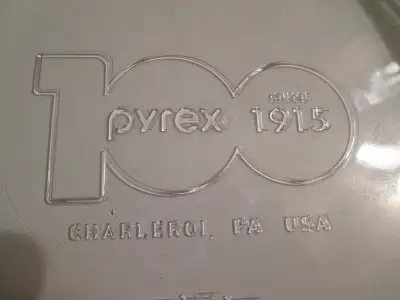 100
pyrex® SINCE 1915
CHARLEROI, PA USA